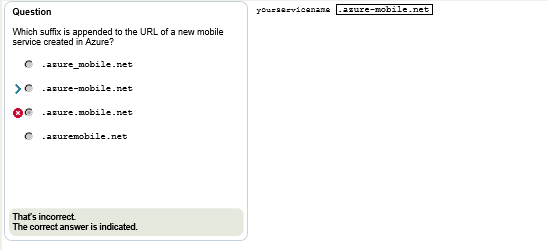 Question
Which suffix is appended to the URL of a new mobile
service created in Azure?
.azure_mobile.net
.azure-mobile.net
.azure.mobile.net
.azuremobile.net
That's incorrect.
The correct answer is indicated.
yourservicename .azure-mobile.net